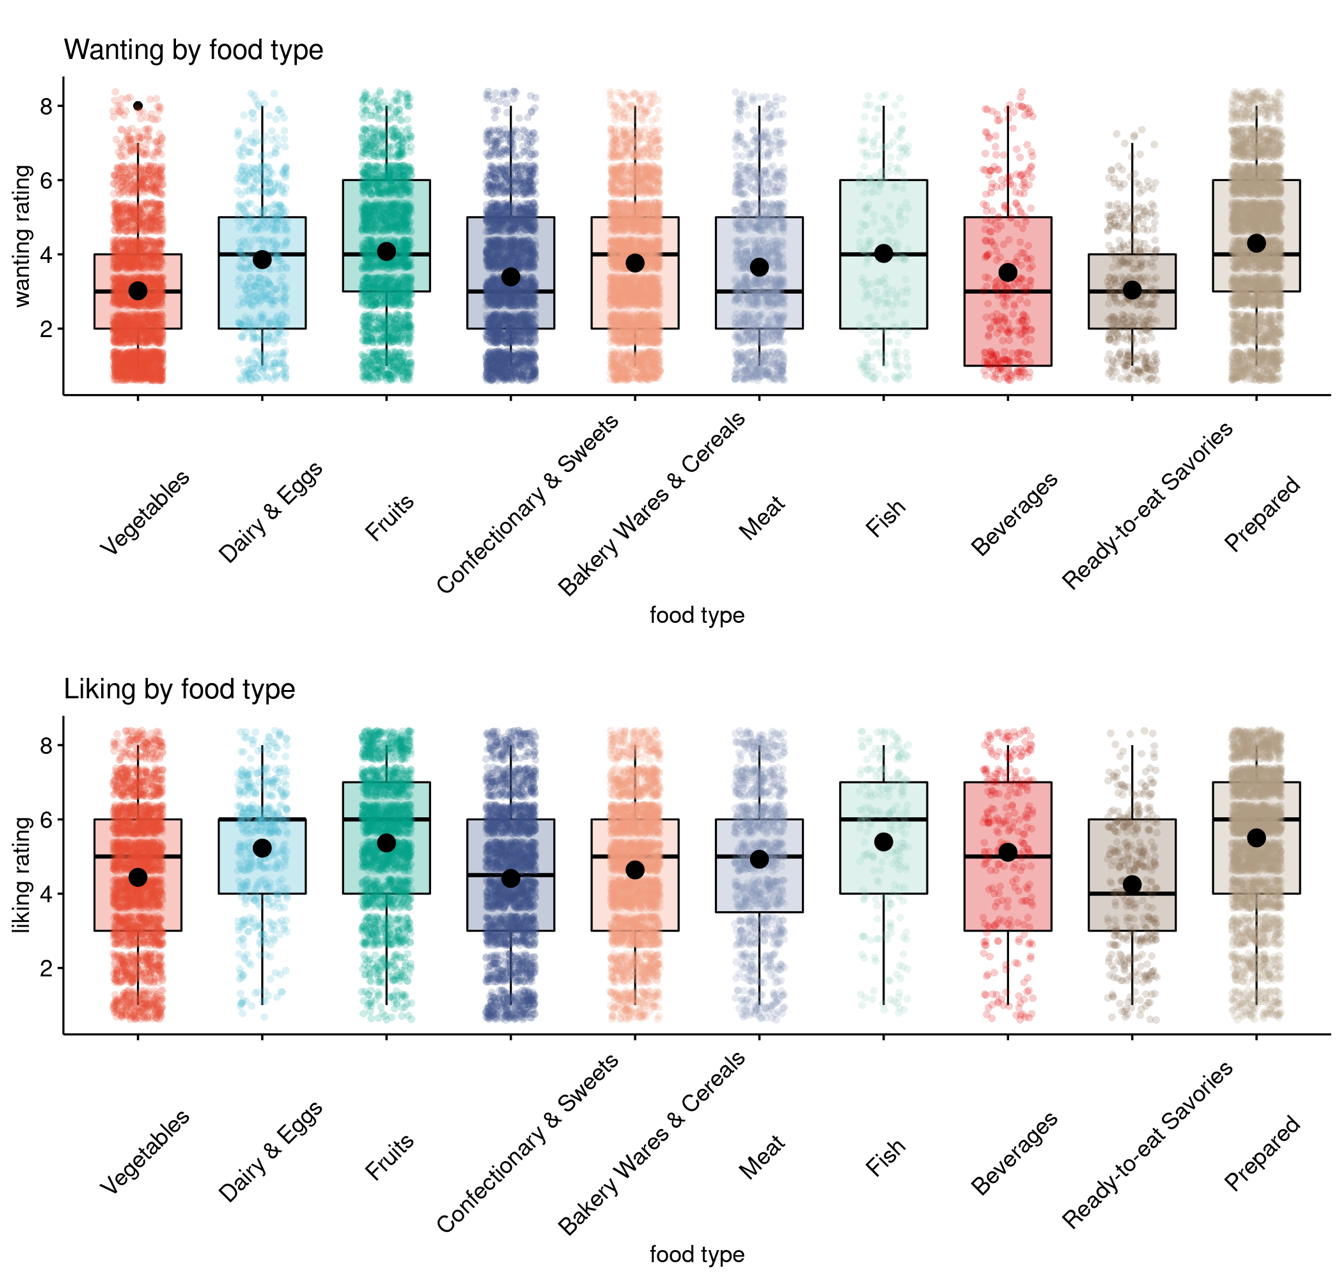 Wanting by food type
wanting rating
8
6
4
2
Vegetables
Dairy & Eggs
Fruits
Confectionary & Sweets
Bakery Wares & Cereals
Meat
Fish
Beverages
Ready-to-eat Savories
Prepared
food type
Liking by food type
liking rating
8
6
4
2
Vegetables
Dairy & Eggs
Fruits
Confectionary & Sweets
Bakery Wares & Cereals
Meat
Fish
Beverages
Ready-to-eat Savories
Prepared
food type